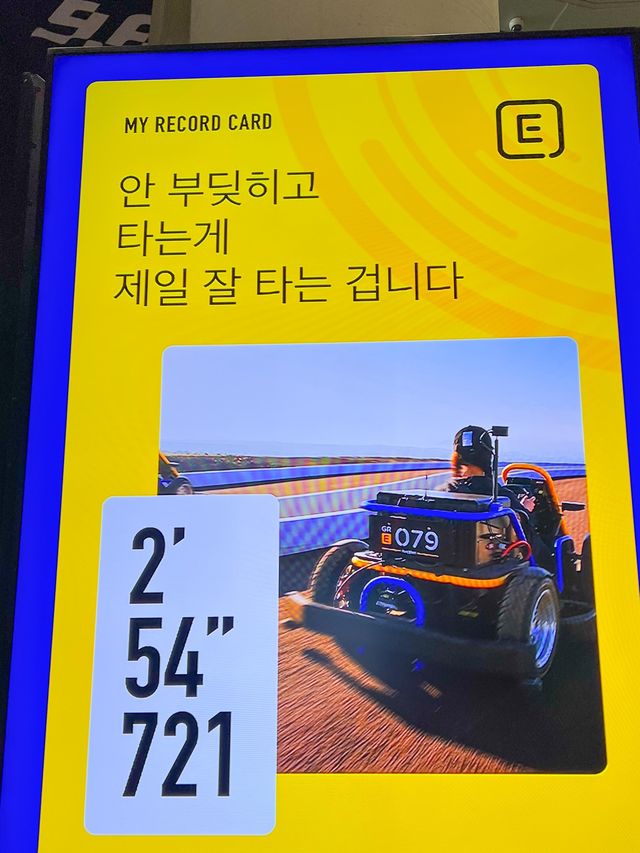 MY RECORD CARD
E
안 부딪히고
타는게
제일 잘 타는 겁니다
GR
E 079
2'
54"
721